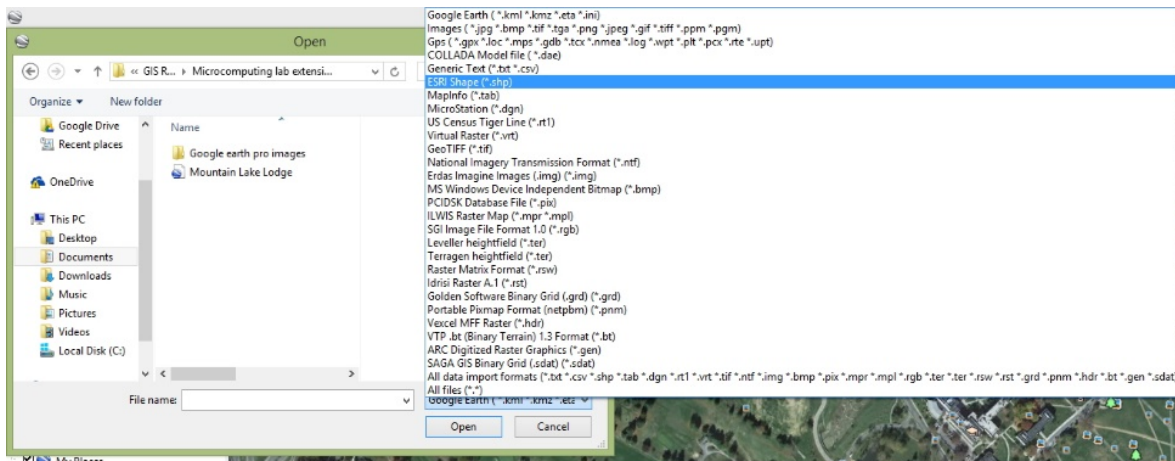 Open
« GIS R... ▸ Microcomputing lab extensi...
Organize
New folder
Google Drive
Recent places
OneDrive
This PC
Desktop
Documents
Downloads
Music
Pictures
Videos
Local Disk (C:)
Name
Google earth pro images
Mountain Lake Lodge
Google Earth ( *.kml *.kmz *.eta *.ini)
Images ( *.jpg *.bmp *.tif *.tga *.png *.jpeg *.gif *.tiff *.ppm *.pgm)
Gps ( *.gpx *.loc *.mps *.gdb *.tcx *.nmea *.log *.wpt *.plt *.pcx *.rte *.upt)
COLLADA Model file ( *.dae)
Generic Text (*.txt *.csv)
ESRI Shape (*.shp)
MapInfo (*.tab)
MicroStation (*.dgn)
US Census Tiger Line (*.rt1)
Virtual Raster (*.vrt)
GeoTIFF (*.tif)
National Imagery Transmission Format (*.ntf)
Erdas Imagine Images (.img) (*.img)
MS Windows Device Independent Bitmap (*.bmp)
PCIDSK Database File (*.pix)
ILWIS Raster Map (*.mpr *.mpl)
SGI Image File Format 1.0 (*.rgb)
Leveller heightfield (*.ter)
Terragen heightfield (*.ter)
Raster Matrix Format (*.rsw)
Idrisi Raster A.1 (*.rst)
Golden Software Binary Grid (.grd) (*.grd)
Portable Pixmap Format (netpbm) (*.pnm)
Vexcel MFF Raster (*.hdr)
VTP .bt (Binary Terrain) 1.3 Format (*.bt)
ARC Digitized Raster Graphics (*.gen)
SAGA GIS Binary Grid (.sdat) (*.sdat)
All data import formats (*.txt *.csv *.shp *.tab *.dgn *.rt1 *.vrt *.tif *.ntf *.img *.bmp *.pix *.mpr *.mpl *.rgb *.ter *.ter *.rsw *.rst *.grd *.pnm *.hdr *.bt *.gen *.sdat)
All files (*.*)
File name:
Google Earth ( *.kml *.kmz *.eta
Open
Cancel
My Places